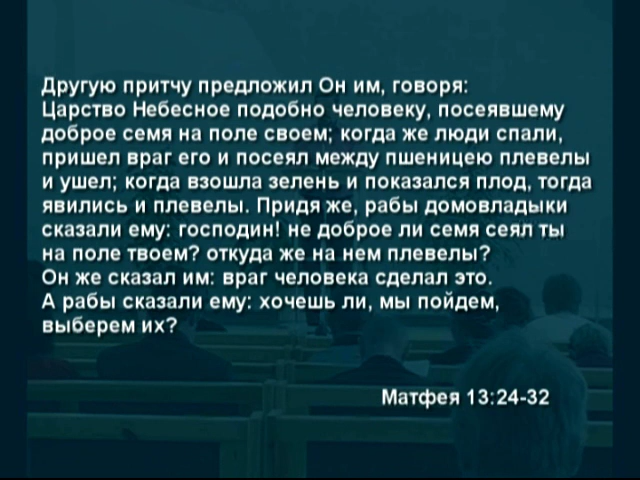 Другую притчу предложил Он им, говоря:
Царство Небесное подобно человеку, посеявшему
доброе семя на поле своем; когда же люди спали,
пришел враг его и посеял между пшеницею плевелы
и ушел; когда взошла зелень и показался плод, тогда
явились и плевелы. Придя же, рабы домовладыки
сказали ему: господин! не доброе ли семя сеял ты
на поле твоем? откуда же на нем плевелы?
Он же сказал им: враг человека сделал это.
А рабы сказали ему: хочешь ли, мы пойдем,
выберем их?
Матфея 13:24-32